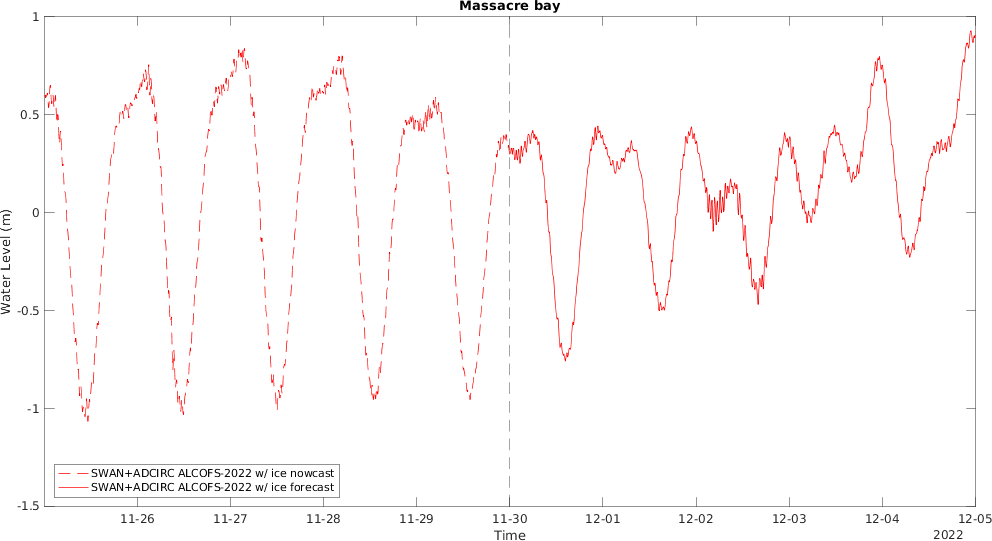 Massacre bay
1
0.5
0
-0.5
-1
-1.5
Water Level (m)
SWAN+ADCIRC ALCOFS-2022 w/ ice nowcast
SWAN+ADCIRC ALCOFS-2022 w/ ice forecast
11-26 11-27 11-28 11-29 11-30 12-01 12-02 12-03 12-04 12-05
Time
2022